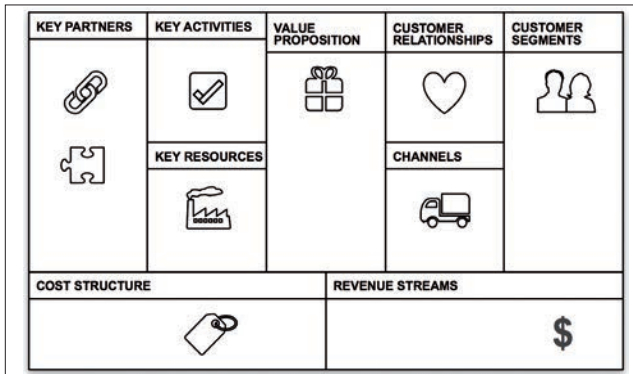 KEY PARTNERS
KEY ACTIVITIES
VALUE
PROPOSITION
CUSTOMER
RELATIONSHIPS
CUSTOMER
SEGMENTS
KEY RESOURCES
CHANNELS
COST STRUCTURE
REVENUE STREAMS
$